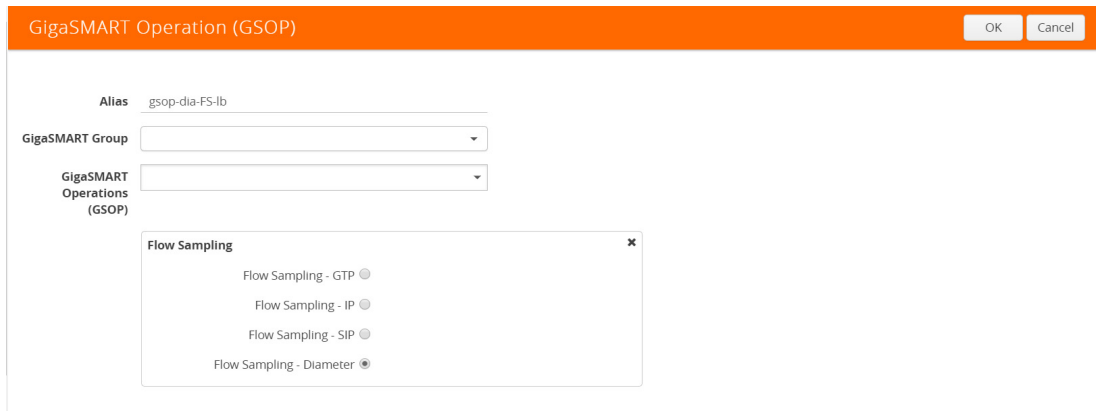 GigaSMART Operation (GSOP)
OK
Cancel
Alias
gsop-dia-FS-lb
GigaSMART Group
GigaSMART
Operations
(GSOP)
Flow Sampling
Flow Sampling - GTP
Flow Sampling - IP
Flow Sampling - SIP
Flow Sampling - Diameter